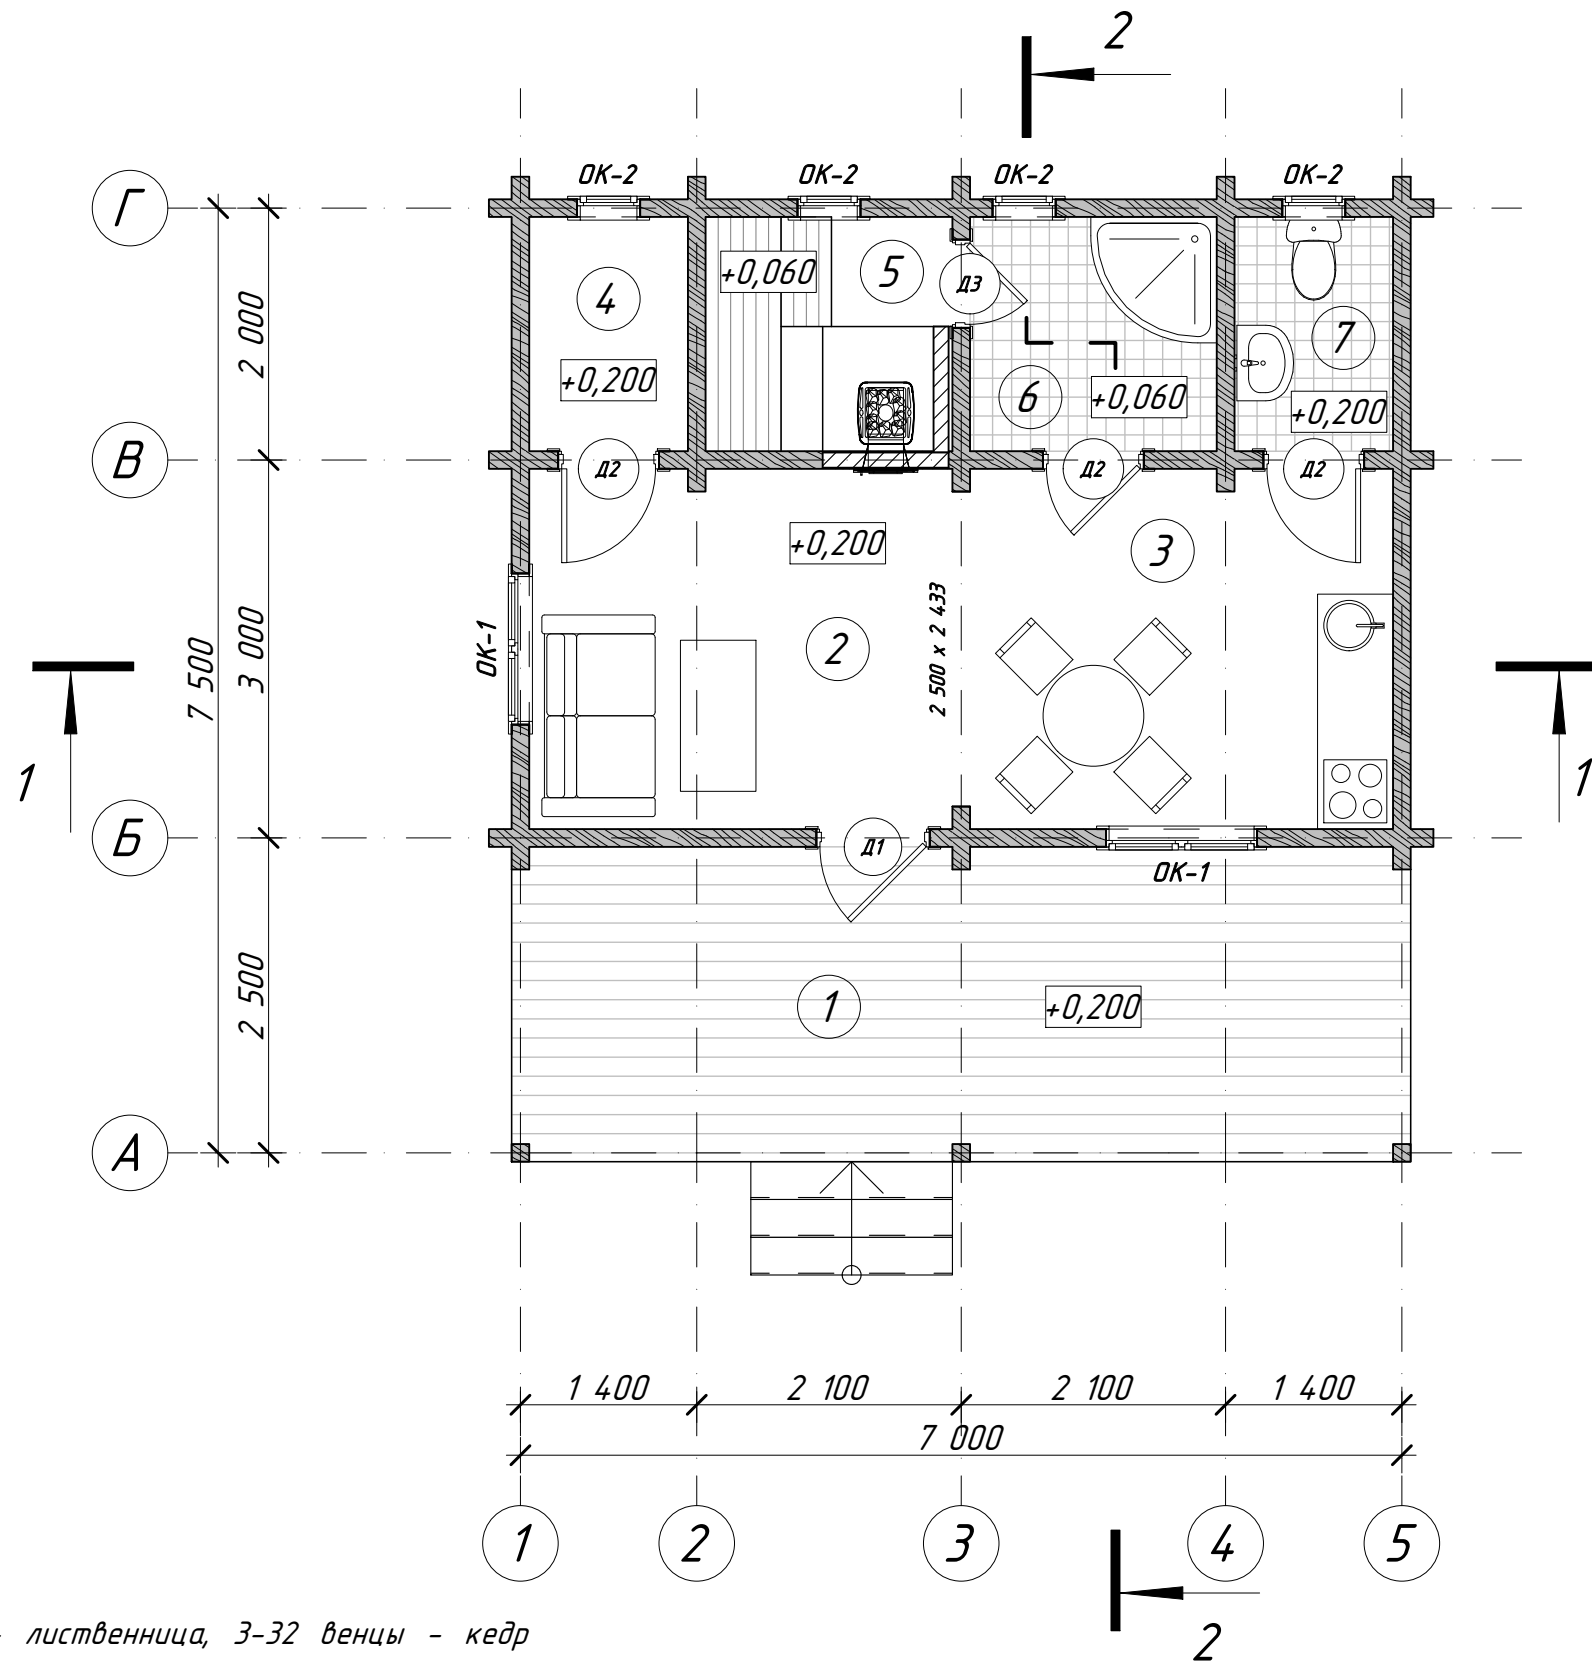 2
ОК-2 ОК-2 ОК-2 ОК-2
Г
4 +0,060 5 Д3 7
2 000
+0,200 6 +0,060 +0,200
В Д2 Д2 Д2
+0,200 3
7 500 3 000 ОК-1 2 2 500 х 2 433
1 1
Б Д1
ОК-1
2 500 1 +0,200
А
1 400 2 100 2 100 1 400
7 000
1 2 3 4 5
лиственница, 3-32 венцы - кедр
2